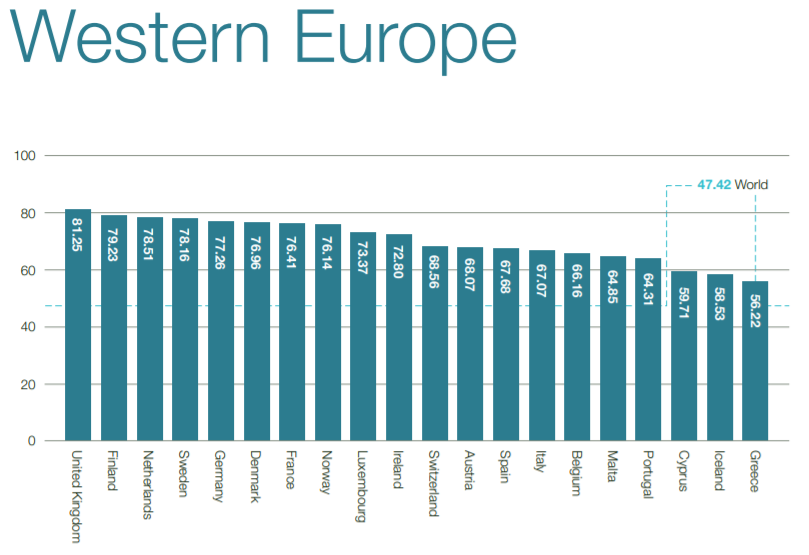 Western Europe
100
80
60
40
20
0
47.42 World
81.25
79.23
78.51
78.16
77.26
76.96
76.41
76.14
73.37
72.80
68.56
68.07
67.68
67.07
66.16
64.85
64.31
59.71
58.53
56.22
United Kingdom
Finland
Netherlands
Sweden
Germany
Denmark
France
Norway
Luxembourg
Ireland
Switzerland
Austria
Spain
Italy
Belgium
Malta
Portugal
Cyprus
Iceland
Greece